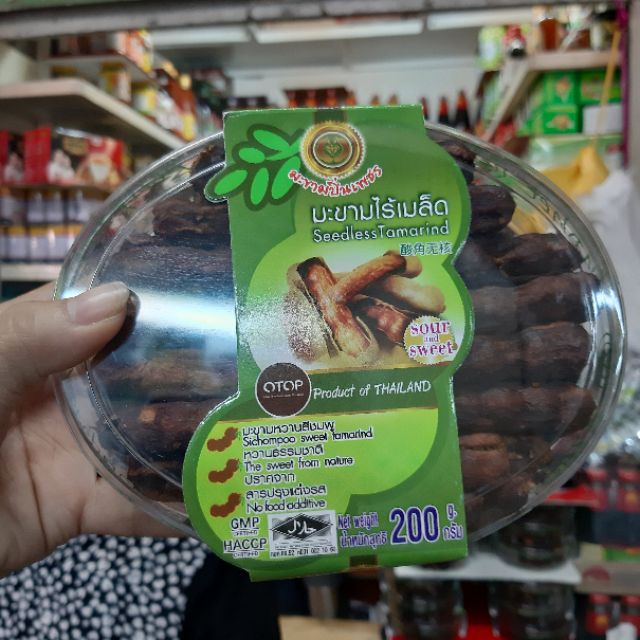 มะขามไร้เมล็ด
Seedless Tamarind
酸角无核
sour
and
sweet
OTOP
Product of THAILAND
มะขามหวานสีชมพู
Sichompoo sweet tamarind
หวานธรรมชาติ
The sweet from nature
ปราศจาก
สารปรุงแต่งรส
No food additive
GMP
HACCP
Net weight 200 g.
น้ำหนักสุทธิ กรัม